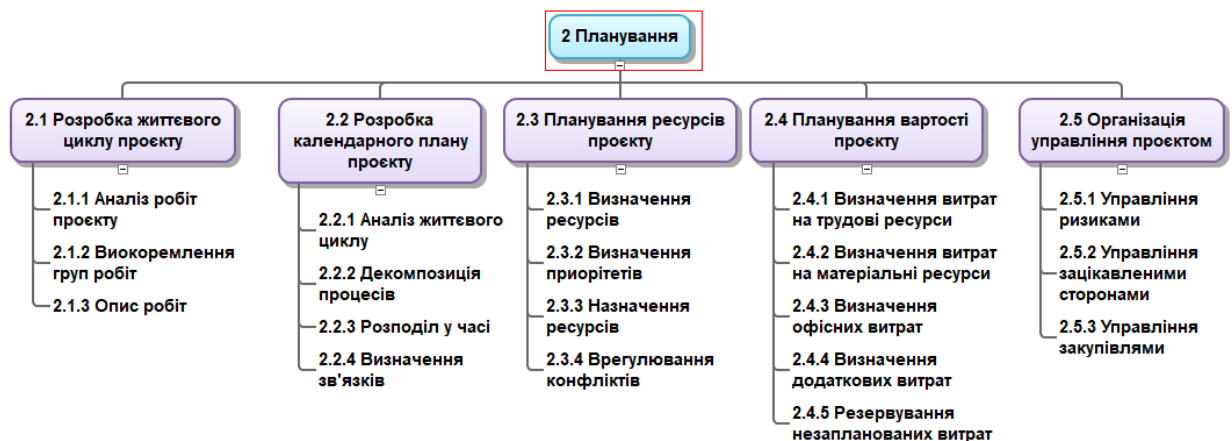 2 Планування
2.1 Розробка життєвого
циклу проєкту
2.1.1 Аналіз робіт
проєкту
2.1.2 Виокоремлення
груп робіт
2.1.3 Опис робіт
2.2 Розробка
календарного плану
проєкту
2.2.1 Аналіз життєвого
циклу
2.2.2 Декомпозиція
процесів
2.2.3 Розподіл у часі
2.2.4 Визначення
зв'язків
2.3 Планування ресурсів
проєкту
2.3.1 Визначення
ресурсів
2.3.2 Визначення
приорітетів
2.3.3 Назначення
ресурсів
2.3.4 Врегулювання
конфліктів
2.4 Планування вартості
проєкту
2.4.1 Визначення витрат
на трудові ресурси
2.4.2 Визначення витрат
на матеріальні ресурси
2.4.3 Визначення
офісних витрат
2.4.4 Визначення
додаткових витрат
2.4.5 Резервування
незапланованих витрат
2.5 Організація
управління проєктом
2.5.1 Управління
ризиками
2.5.2 Управління
зацікавленими
сторонами
2.5.3 Управління
закупівлями